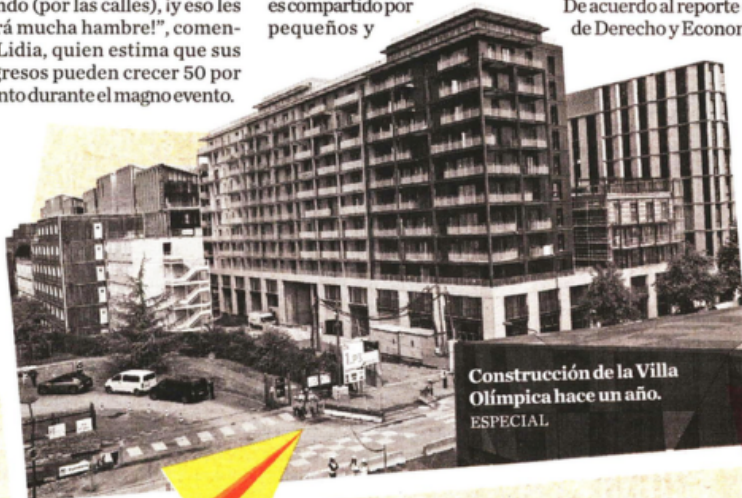 ndo (por las calles), ¡y eso les
rá mucha hambre!”, comen-
Lidia, quien estima que sus
gresos pueden crecer 50 por
nto durante el magno evento.
es compartido por
pequeños y
De acuerdo al reporte
de Derecho y Econor
Construcción de la Villa
Olímpica hace un año.
ESPECIAL